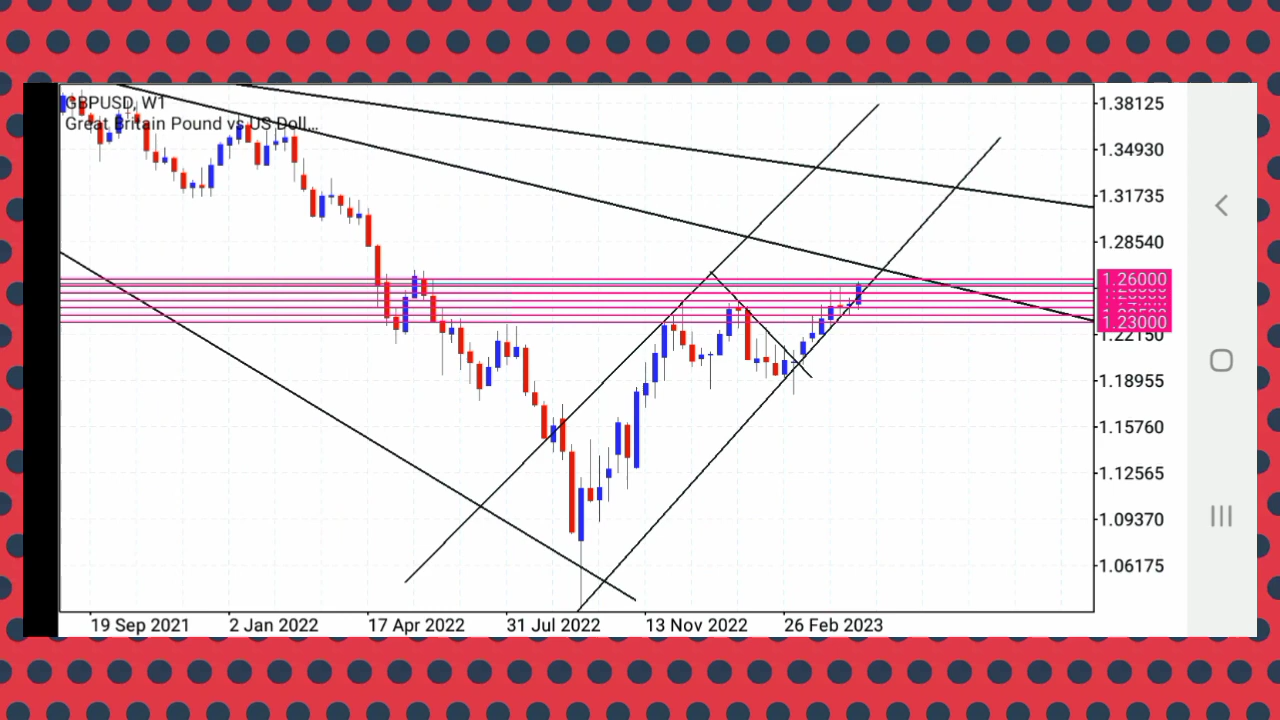 GBPUSD, W1
Great Britain Pound vs US Doll...
1.38125
1.34930
1.31735
1.28540
1.26000
1.23000
1.22150
1.18955
1.15760
1.12565
1.09370
1.06175
19 Sep 2021
2 Jan 2022
17 Apr 2022
31 Jul 2022
13 Nov 2022
26 Feb 2023